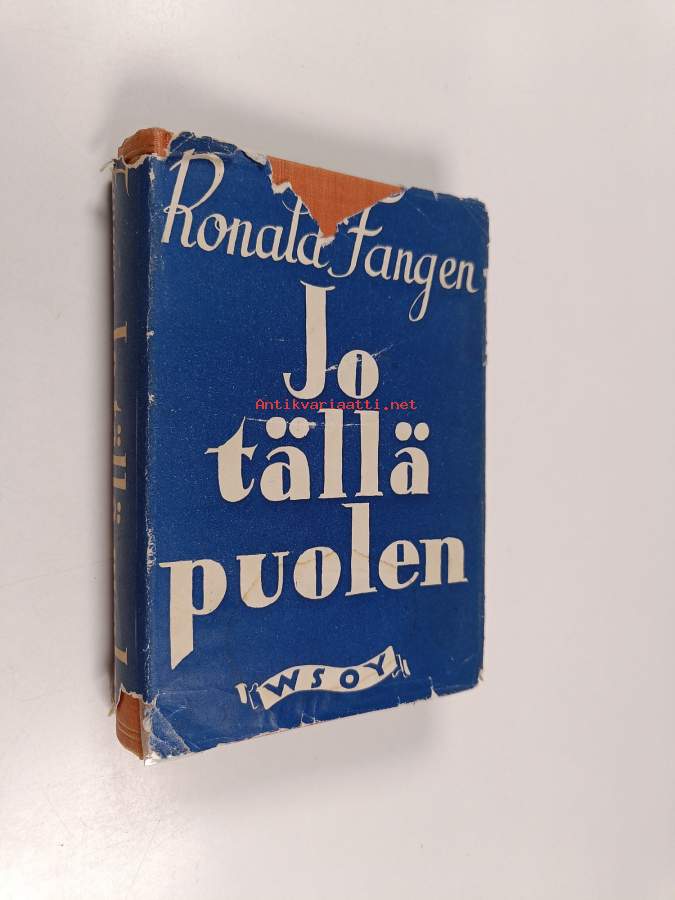 Ronald Fangen
Jo
Antikvariaatti.net
tällä
puolen
WSOY